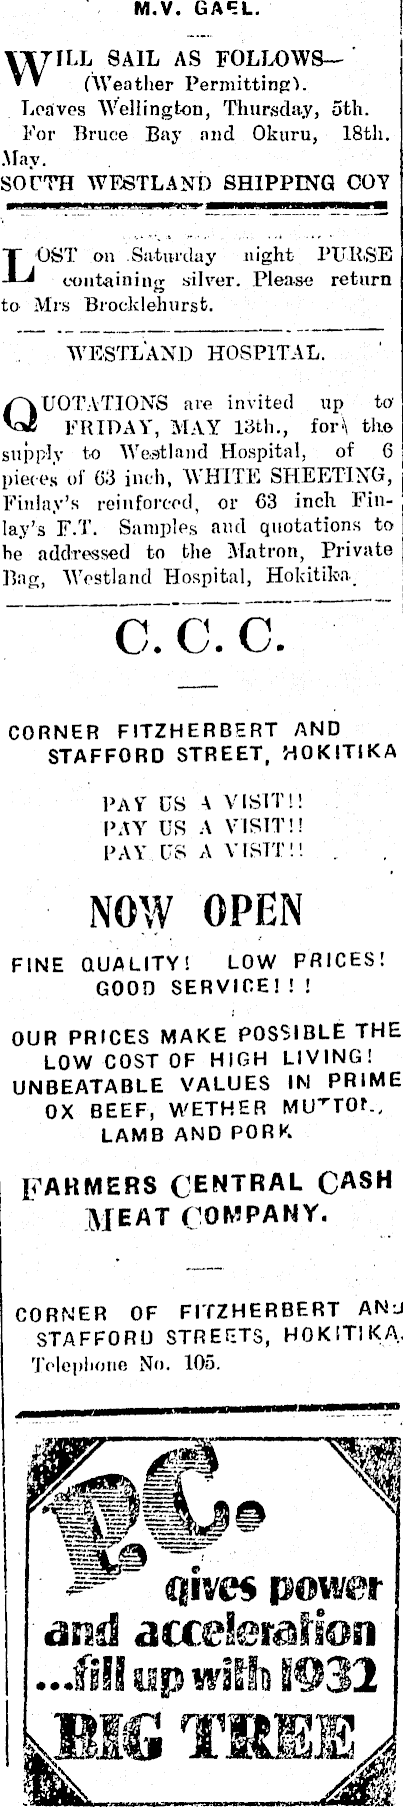 M.V. GAEL.
WILL SAIL AS FOLLOWS—
(Weather Permitting).
Leaves Wellington, Thursday, 5th.
For Bruce Bay and Okuru, 18th.
May.
SOUTH WESTLAND SHIPPING COY
LOST on Saturday night PURSE
containing silver. Please return
to Mrs Brocklehurst.
WESTLAND HOSPITAL.
QUOTATIONS are invited up to
FRIDAY, MAY 13th., for the
supply to Westland Hospital, of 6
pieces of 63 inch, WHITE SHEETING,
Finlay's reinforced, or 63 inch Fin-
lay's F.T. Samples and quotations to
be addressed to the Matron, Private
Bag, Westland Hospital, Hokitika.
C. C. C.
CORNER FITZHERBERT AND
STAFFORD STREET, HOKITIKA
PAY US A VISIT!!
PAY US A VISIT!!
PAY US A VISIT!!
NOW OPEN
FINE QUALITY! LOW PRICES!
GOOD SERVICE!!!
OUR PRICES MAKE POSSIBLE THE
LOW COST OF HIGH LIVING!
UNBEATABLE VALUES IN PRIME
OX BEEF, WETHER MUTTON,
LAMB AND PORK
FARMERS CENTRAL CASH
MEAT COMPANY.
CORNER OF FITZHERBERT AND
STAFFORD STREETS, HOKITIKA.
Telephone No. 105.
P.C.
gives power
and acceleration
...fill up with 1932
BIG TREE